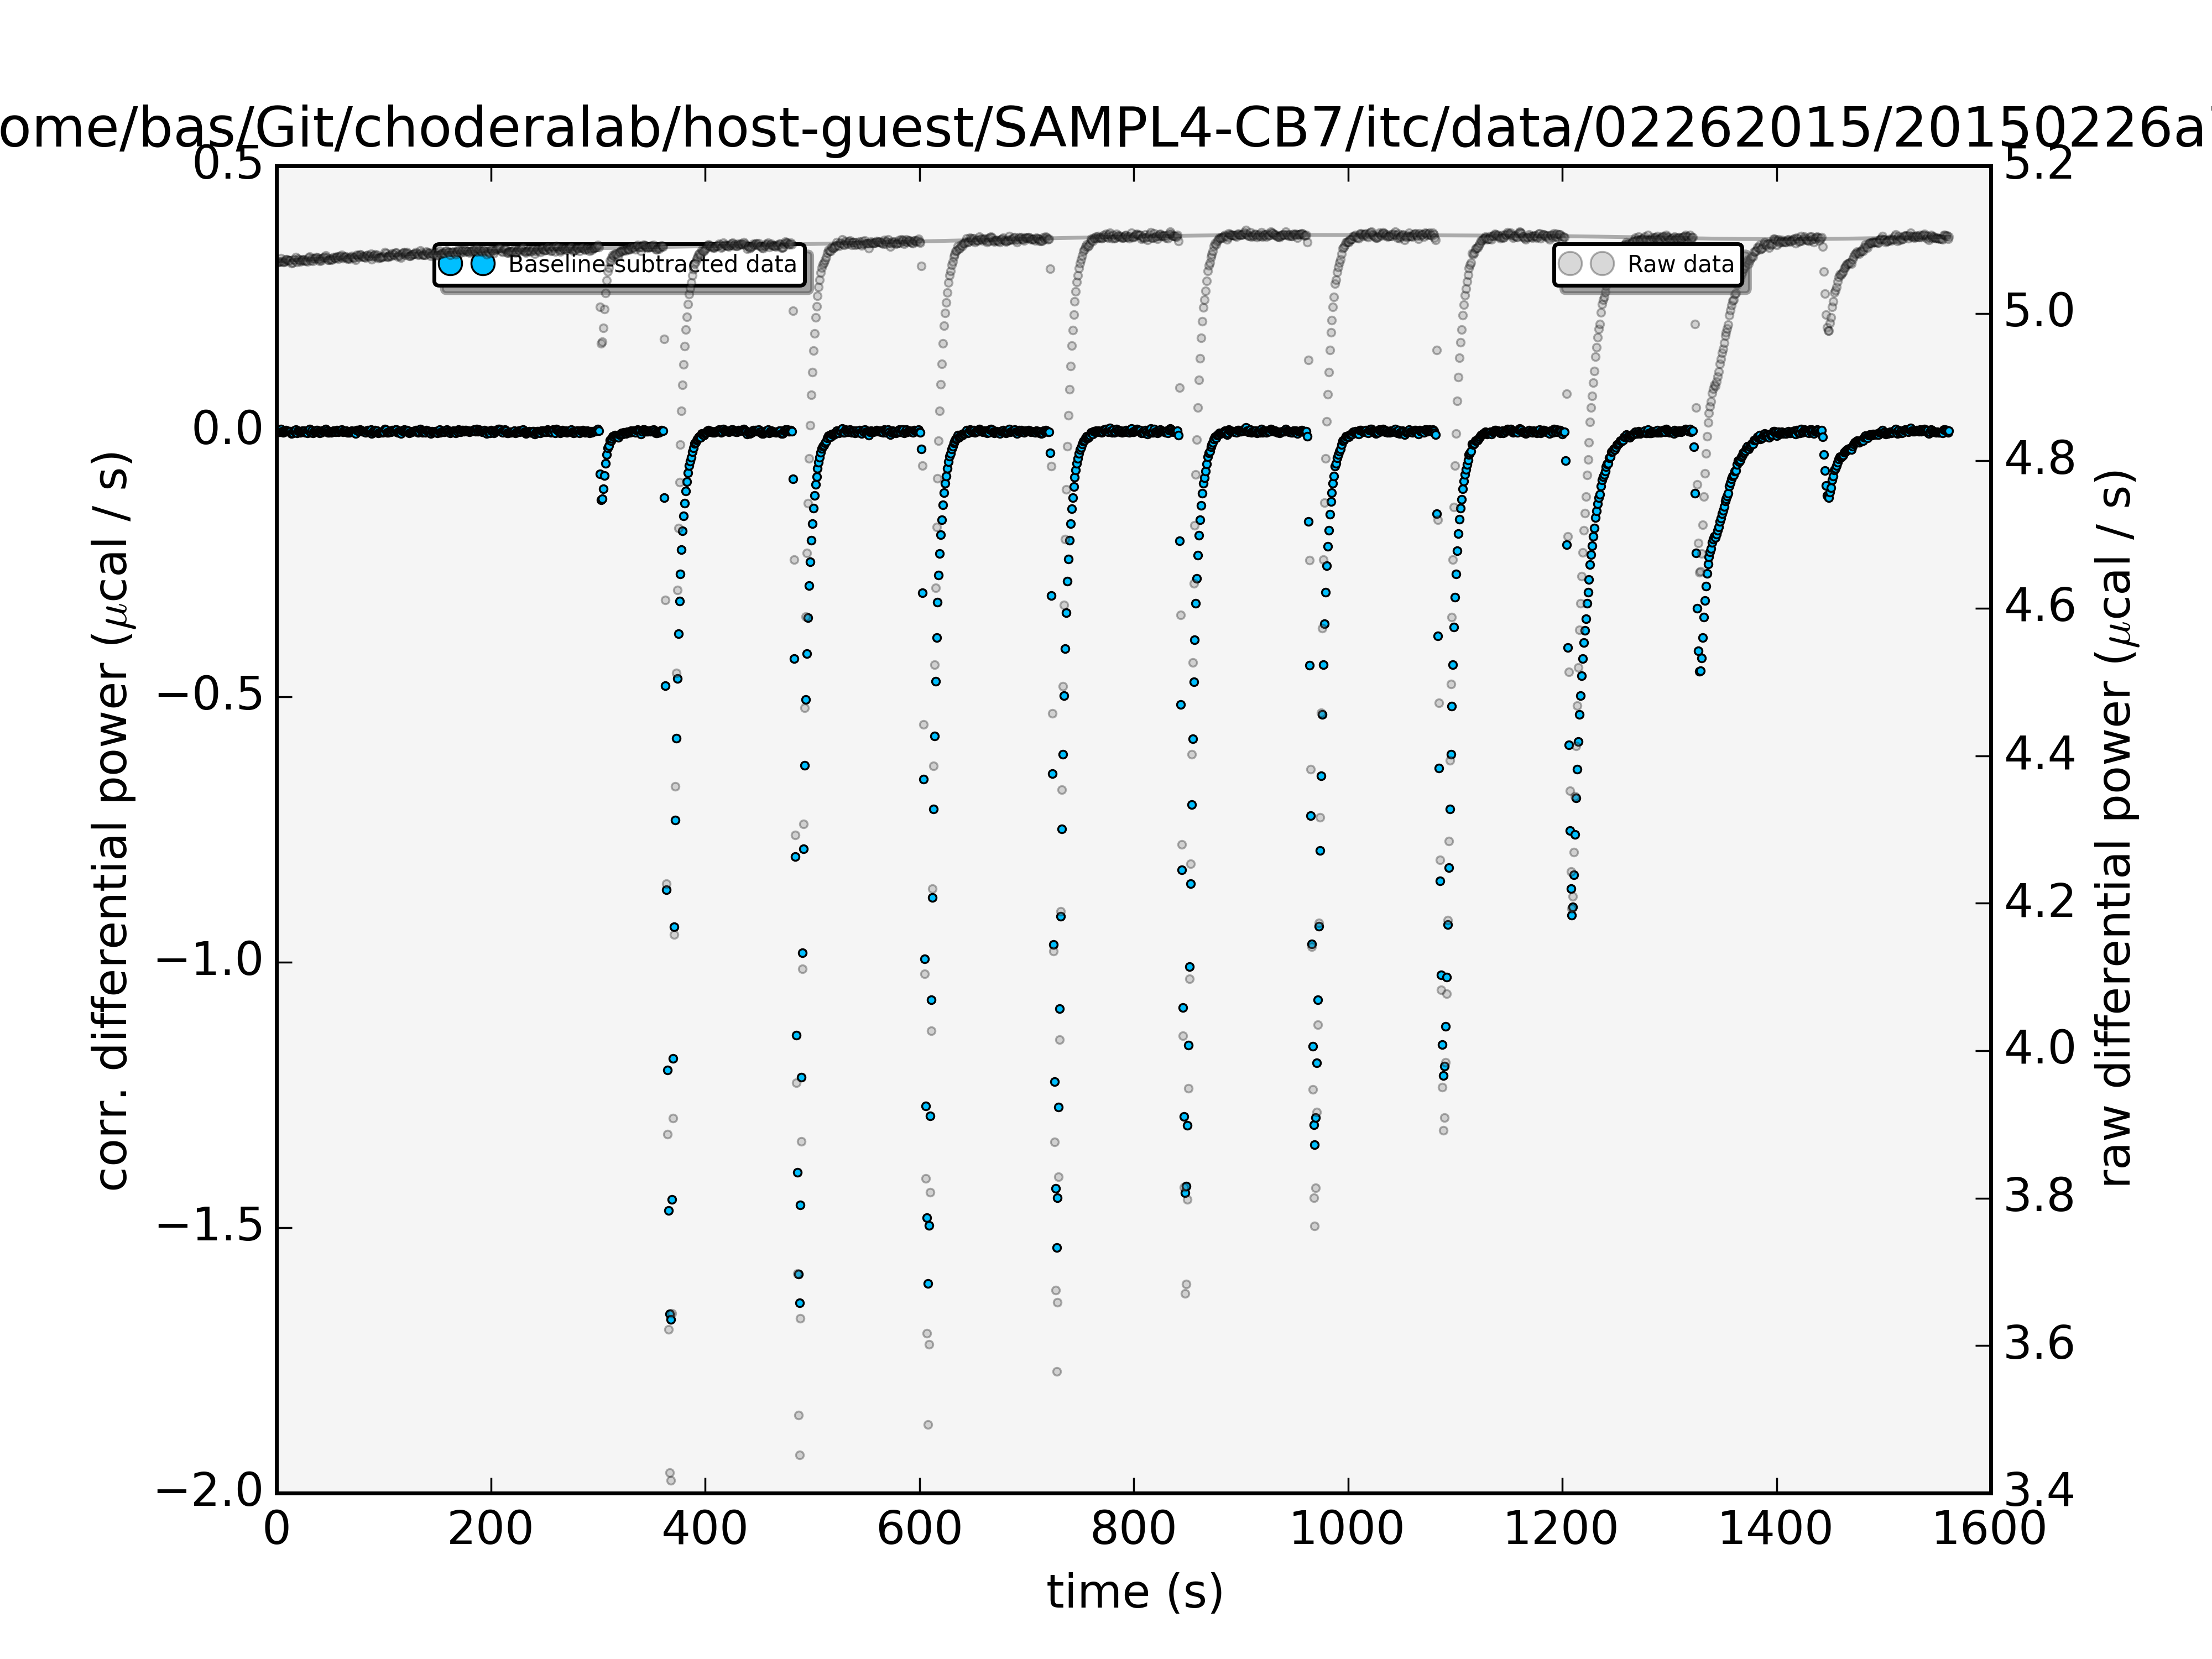 ome/bas/Git/choderalab/host-guest/SAMPL4-CB7/itc/data/02262015/20150226a
0.5
0.0
−0.5
−1.0
−1.5
−2.0
corr. differential power (μcal / s)
Baseline-subtracted data
Raw data
5.2
5.0
4.8
4.6
4.4
4.2
4.0
3.8
3.6
3.4
raw differential power (μcal / s)
0 200 400 600 800 1000 1200 1400 1600
time (s)